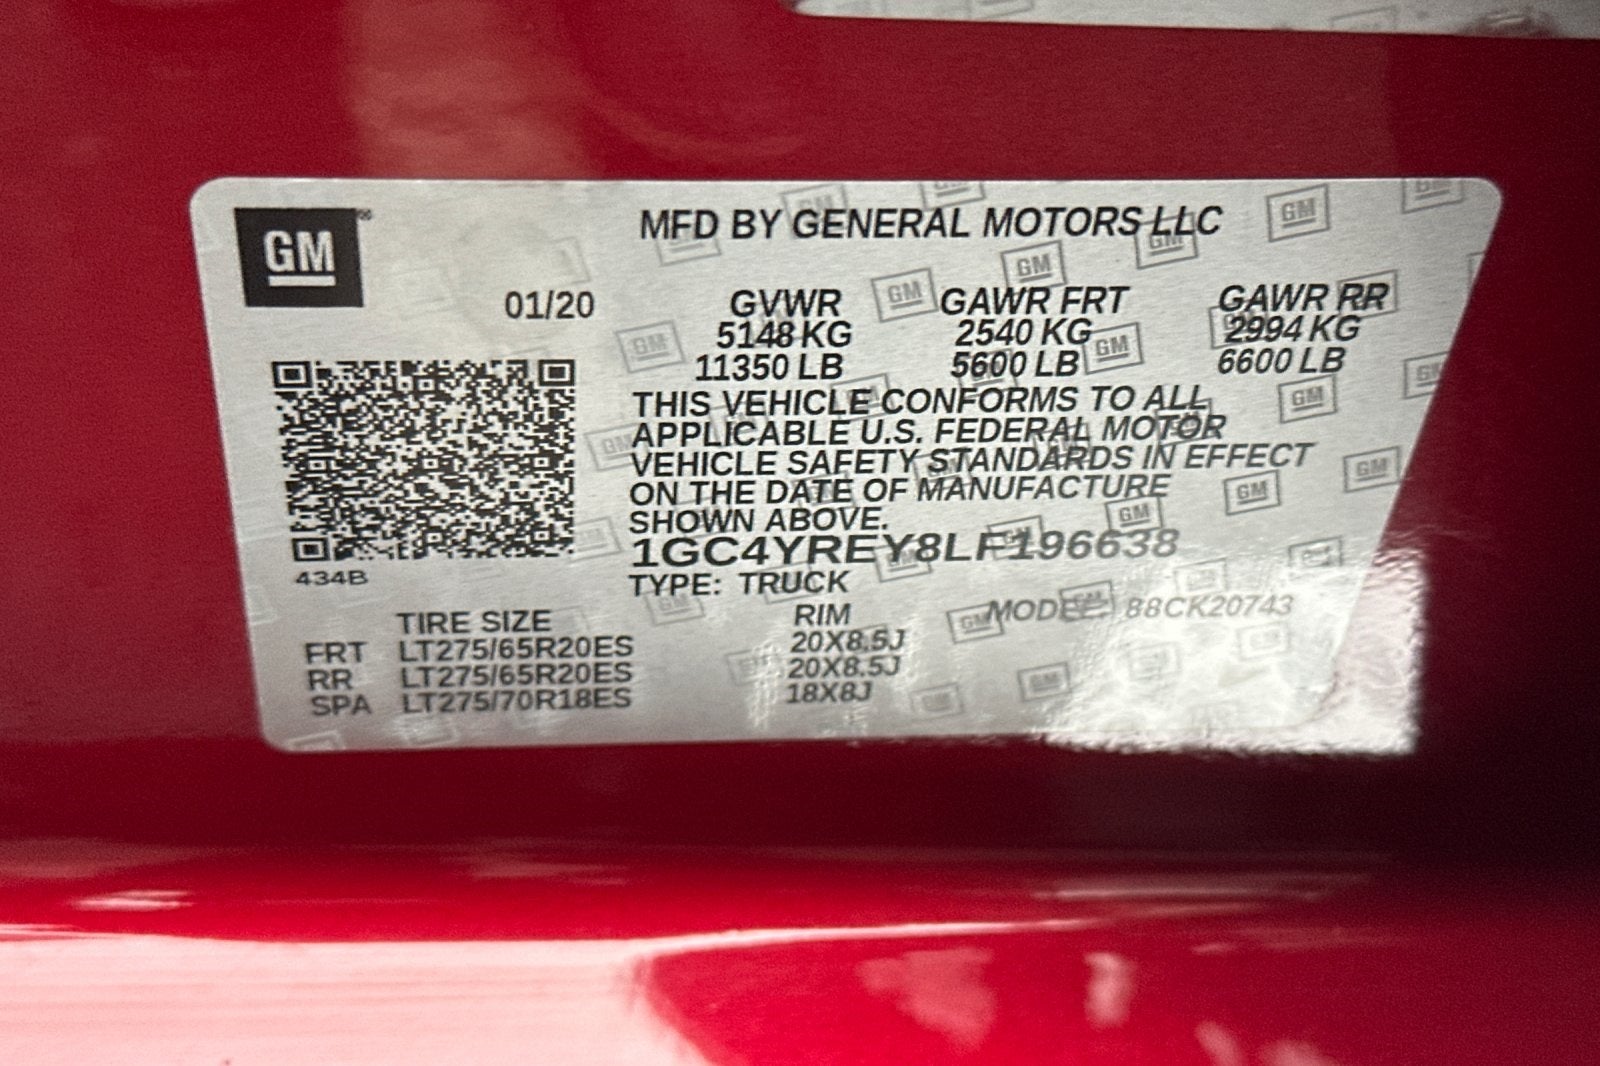 GM
MFD BY GENERAL MOTORS LLC
01/20
GVWR GAWR FRT GAWR RR
5148 KG 2540 KG 2994 KG
11350 LB 5600 LB 6600 LB
THIS VEHICLE CONFORMS TO ALL
APPLICABLE U.S. FEDERAL MOTOR
VEHICLE SAFETY STANDARDS IN EFFECT
ON THE DATE OF MANUFACTURE
SHOWN ABOVE.
1GC4YREY8LF196638
434B
TYPE: TRUCK
MODEL: 88CK20743
TIRE SIZE RIM
FRT LT275/65R20ES 20X8.5J
RR LT275/65R20ES 20X8.5J
SPA LT275/70R18ES 18X8J